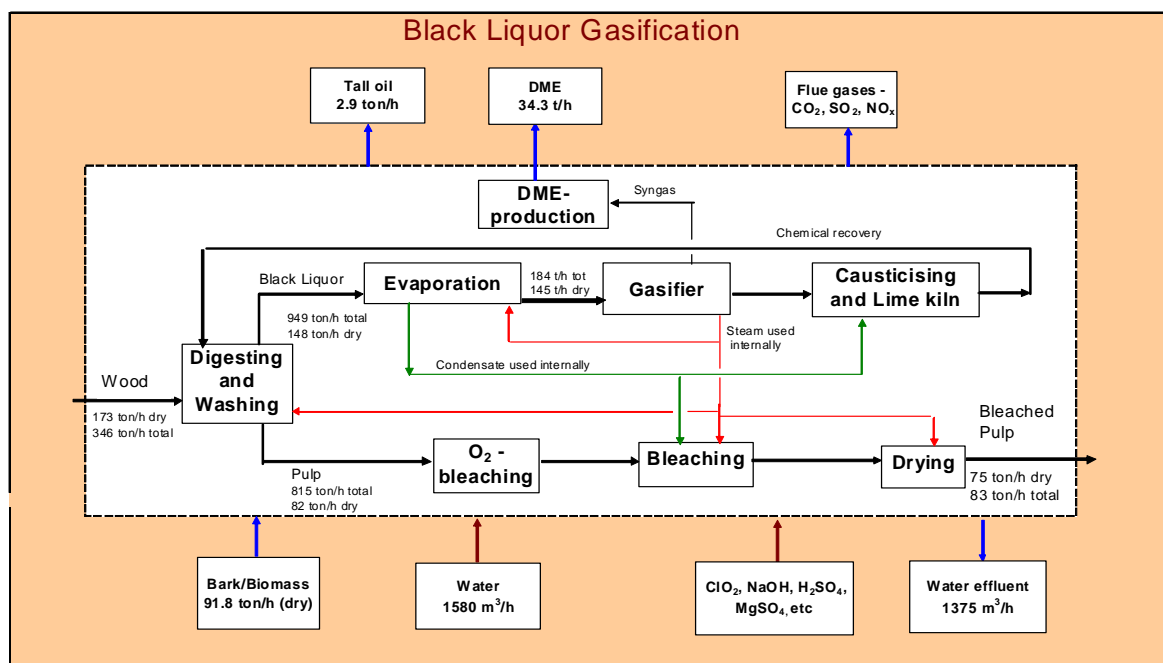 Black Liquor Gasification
Tall oil
2.9 ton/h
DME
34.3 t/h
Flue gases -
CO₂, SO₂, NOₓ
DME-
production
Syngas
Chemical recovery
Black Liquor
Evaporation
184 t/h tot
145 t/h dry
Gasifier
Causticising
and Lime kiln
949 ton/h total
148 ton/h dry
Steam used
internally
Digesting
and
Washing
Condensate used internally
Wood
173 ton/h dry
346 ton/h total
Bleached
Pulp
O₂ -
bleaching
Bleaching
Drying
Pulp
815 ton/h total
82 ton/h dry
75 ton/h dry
83 ton/h total
Bark/Biomass
91.8 ton/h (dry)
Water
1580 m³/h
ClO₂, NaOH, H₂SO₄,
MgSO₄, etc
Water effluent
1375 m³/h